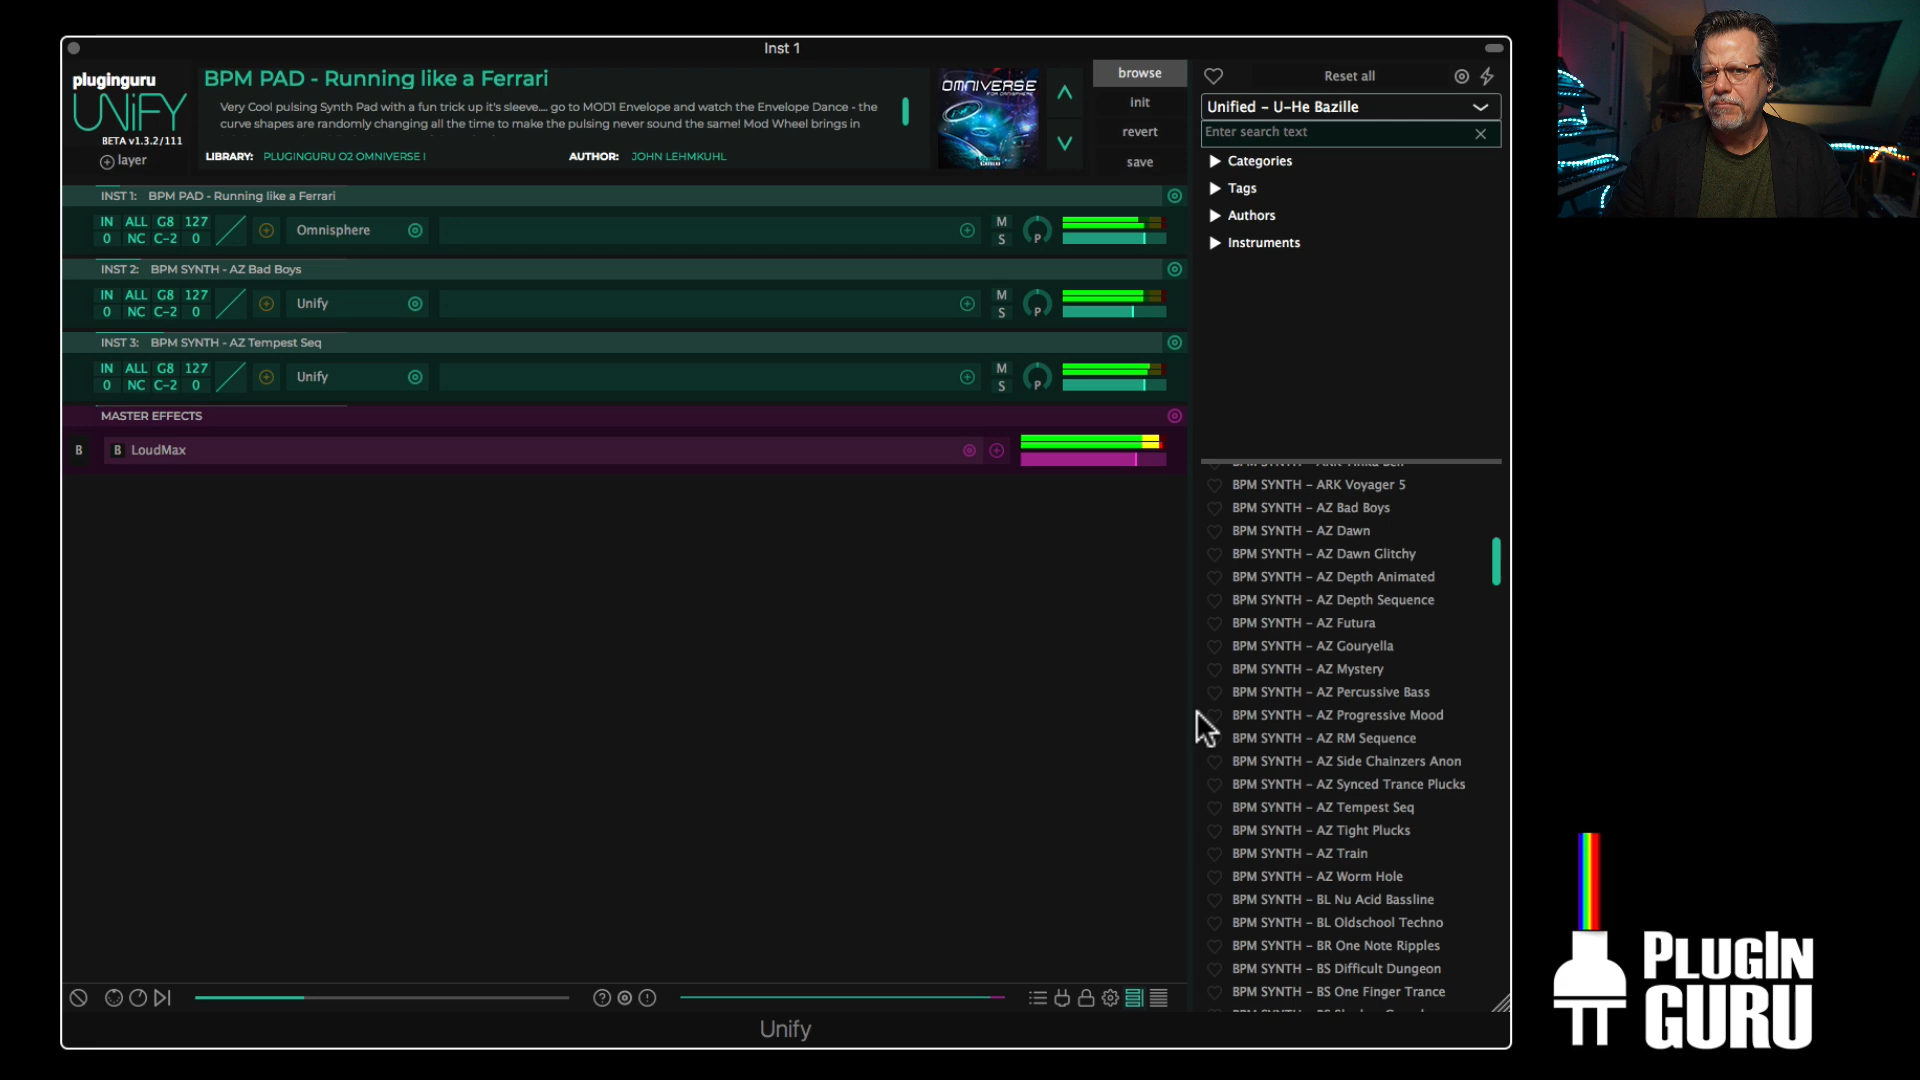 Inst 1
pluginguru
UNiFY
BETA v1.3.2/111
layer
BPM PAD - Running like a Ferrari
Very Cool pulsing Synth Pad with a fun trick up it's sleeve.... go to MOD1 Envelope and watch the Envelope Dance - the
curve shapes are randomly changing all the time to make the pulsing never sound the same! Mod Wheel brings in
LIBRARY: PLUGINGURU O2 OMNIVERSE I
AUTHOR: JOHN LEHMKUHL
OMNIVERSE
browse
init
revert
save
Reset all
Unified - U-He Bazille
Enter search text
Categories
Tags
Authors
Instruments
INST 1: BPM PAD - Running like a Ferrari
IN ALL G8 127
0 NC C-2 0
Omnisphere
M
S
P
INST 2: BPM SYNTH - AZ Bad Boys
IN ALL G8 127
0 NC C-2 0
Unify
M
S
P
INST 3: BPM SYNTH - AZ Tempest Seq
IN ALL G8 127
0 NC C-2 0
Unify
M
S
P
MASTER EFFECTS
B
B LoudMax
BPM SYNTH - ARK Voyager 5
BPM SYNTH - AZ Bad Boys
BPM SYNTH - AZ Dawn
BPM SYNTH - AZ Dawn Glitchy
BPM SYNTH - AZ Depth Animated
BPM SYNTH - AZ Depth Sequence
BPM SYNTH - AZ Futura
BPM SYNTH - AZ Gouryella
BPM SYNTH - AZ Mystery
BPM SYNTH - AZ Percussive Bass
BPM SYNTH - AZ Progressive Mood
BPM SYNTH - AZ RM Sequence
BPM SYNTH - AZ Side Chainzers Anon
BPM SYNTH - AZ Synced Trance Plucks
BPM SYNTH - AZ Tempest Seq
BPM SYNTH - AZ Tight Plucks
BPM SYNTH - AZ Train
BPM SYNTH - AZ Worm Hole
BPM SYNTH - BL Nu Acid Bassline
BPM SYNTH - BL Oldschool Techno
BPM SYNTH - BR One Note Ripples
BPM SYNTH - BS Difficult Dungeon
BPM SYNTH - BS One Finger Trance
Unify
PLUGIN
GURU